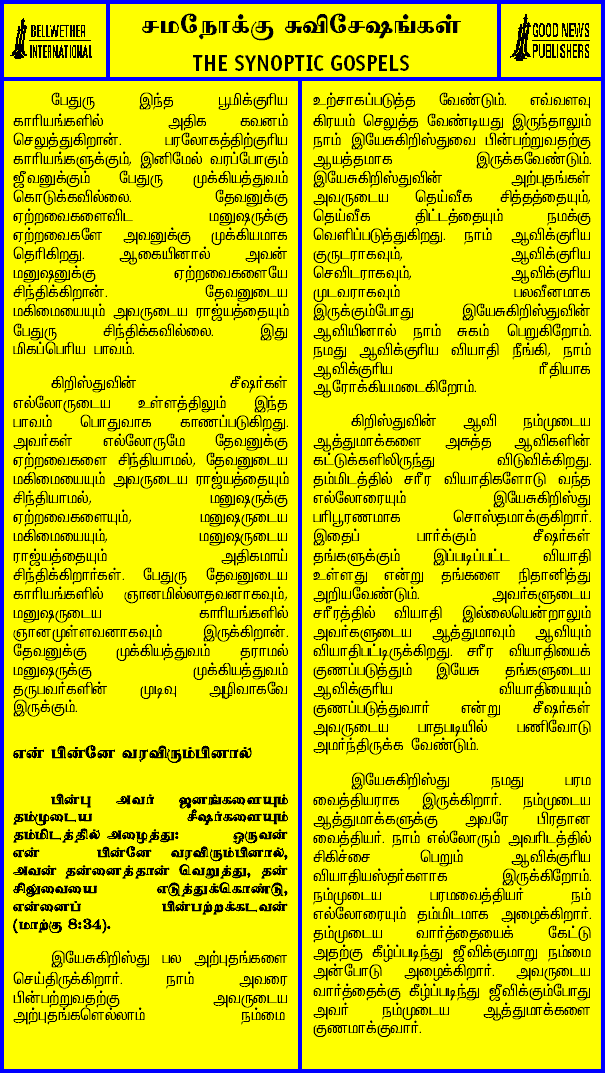 BELLWETHER
INTERNATIONAL
சமநோக்கு சுவிசேஷங்கள்
THE SYNOPTIC GOSPELS
GOOD NEWS
PUBLISHERS
பேதுரு இந்த பூமிக்குரிய
காரியங்களில் அதிக கவனம்
செலுத்துகிறான். பரலோகத்திற்குரிய
காரியங்களுக்கும், இனிமேல் வரப்போகும்
ஜீவனுக்கும் பேதுரு முக்கியத்துவம்
கொடுக்கவில்லை. தேவனுக்கு
ஏற்றவைகளைவிட மனுஷருக்கு
ஏற்றவைகளே அவனுக்கு முக்கியமாக
தெரிகிறது. ஆகையினால் அவன்
மனுஷனுக்கு ஏற்றவைகளையே
சிந்திக்கிறான். தேவனுடைய
மகிமையையும் அவருடைய ராஜ்யத்தையும்
பேதுரு சிந்திக்கவில்லை. இது
மிகப்பெரிய பாவம்.
கிறிஸ்துவின் சீஷர்கள்
எல்லோருடைய உள்ளத்திலும் இந்த
பாவம் பொதுவாக காணப்படுகிறது.
அவர்கள் எல்லோருமே தேவனுக்கு
ஏற்றவைகளை சிந்தியாமல், தேவனுடைய
மகிமையையும் அவருடைய ராஜ்யத்தையும்
சிந்தியாமல், மனுஷருக்கு
ஏற்றவைகளையும், மனுஷருடைய
மகிமையையும், மனுஷருடைய
ராஜ்யத்தையும் அதிகமாய்
சிந்திக்கிறார்கள். பேதுரு தேவனுடைய
காரியங்களில் ஞானமில்லாதவனாகவும்,
மனுஷருடைய காரியங்களில்
ஞானமுள்ளவனாகவும் இருக்கிறான்.
தேவனுக்கு முக்கியத்துவம் தராமல்
மனுஷருக்கு முக்கியத்துவம்
தருபவர்களின் முடிவு அழிவாகவே
இருக்கும்.
என் பின்னே வரவிரும்பினால்
பின்பு அவர் ஜனங்களையும்
தம்முடைய சீஷர்களையும்
தம்மிடத்தில் அழைத்து: ஒருவன்
என் பின்னே வரவிரும்பினால்,
அவன் தன்னைத்தான் வெறுத்து, தன்
சிலுவையை எடுத்துக்கொண்டு,
என்னைப் பின்பற்றக்கடவன்
(மாற்கு 8:34).
இயேசுகிறிஸ்து பல அற்புதங்களை
செய்திருக்கிறார். நாம் அவரை
பின்பற்றுவதற்கு அவருடைய
அற்புதங்களெல்லாம் நம்மை
உற்சாகப்படுத்த வேண்டும். எவ்வளவு
கிரயம் செலுத்த வேண்டியது இருந்தாலும்
நாம் இயேசுகிறிஸ்துவை பின்பற்றுவதற்கு
ஆயத்தமாக இருக்கவேண்டும்.
இயேசுகிறிஸ்துவின் அற்புதங்கள்
அவருடைய தெய்வீக சித்தத்தையும்,
தெய்வீக திட்டத்தையும் நமக்கு
வெளிப்படுத்துகிறது. நாம் ஆவிக்குரிய
குருடராகவும், ஆவிக்குரிய
செவிடராகவும், ஆவிக்குரிய
முடவராகவும் பலவீனமாக
இருக்கும்போது இயேசுகிறிஸ்துவின்
ஆவியினால் நாம் சுகம் பெறுகிறோம்.
நமது ஆவிக்குரிய வியாதி நீங்கி, நாம்
ஆவிக்குரிய ரீதியாக
ஆரோக்கியமடைகிறோம்.
கிறிஸ்துவின் ஆவி நம்முடைய
ஆத்துமாக்களை அசுத்த ஆவிகளின்
கட்டுக்களிலிருந்து விடுவிக்கிறது.
தம்மிடத்தில் சரீர வியாதிகளோடு வந்த
எல்லோரையும் இயேசுகிறிஸ்து
பரிபூரணமாக சொஸ்தமாக்குகிறார்.
இதைப் பார்க்கும் சீஷர்கள்
தங்களுக்கும் இப்படிப்பட்ட வியாதி
உள்ளது என்று தங்களை நிதானித்து
அறியவேண்டும். அவர்களுடைய
சரீரத்தில் வியாதி இல்லையென்றாலும்
அவர்களுடைய ஆத்துமாவும் ஆவியும்
வியாதிபட்டிருக்கிறது. சரீர வியாதியைக்
குணப்படுத்தும் இயேசு தங்களுடைய
ஆவிக்குரிய வியாதியையும்
குணப்படுத்துவார் என்று சீஷர்கள்
அவருடைய பாதபடியில் பணிவோடு
அமர்ந்திருக்க வேண்டும்.
இயேசுகிறிஸ்து நமது பரம
வைத்தியராக இருக்கிறார். நம்முடைய
ஆத்துமாக்களுக்கு அவரே பிரதான
வைத்தியர். நாம் எல்லோரும் அவரிடத்தில்
சிகிச்சை பெறும் ஆவிக்குரிய
வியாதியஸ்தர்களாக இருக்கிறோம்.
நம்முடைய பரமவைத்தியர் நம்
எல்லோரையும் தம்மிடமாக அழைக்கிறார்.
தம்முடைய வார்த்தையைக் கேட்டு
அதற்கு கீழ்ப்படிந்து ஜீவிக்குமாறு நம்மை
அன்போடு அழைக்கிறார். அவருடைய
வார்த்தைக்கு கீழ்ப்படிந்து ஜீவிக்கும்போது
அவர் நம்முடைய ஆத்துமாக்களை
குணமாக்குவார்.